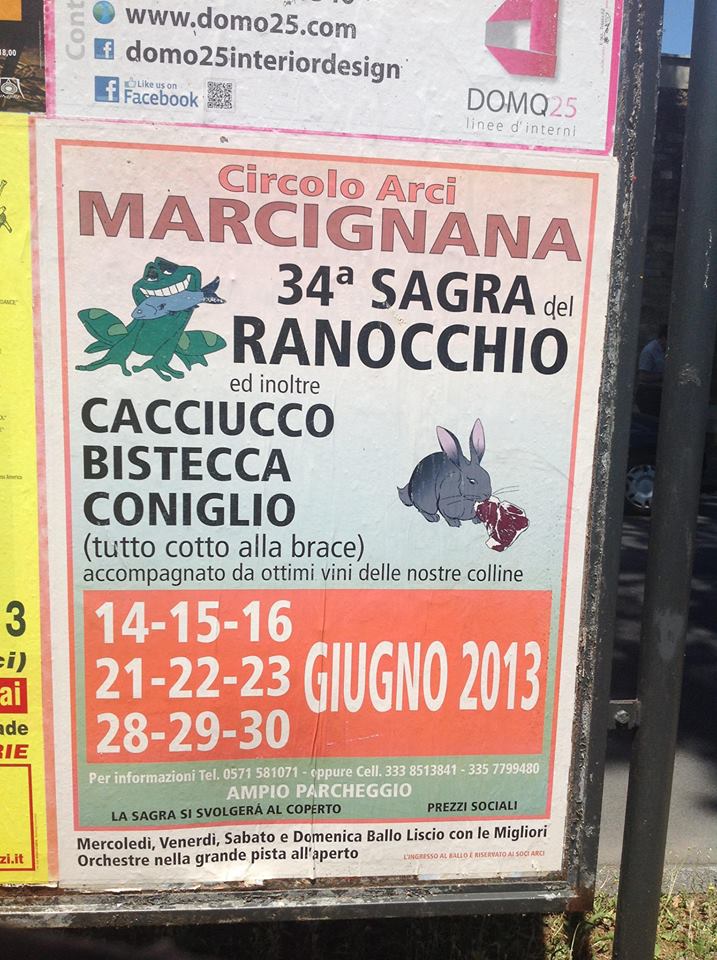 www.domo25.com
domo25interiordesign
Like us on
Facebook
DOMO25
linee d'interni
Circolo Arci
MARCIGNANA
34ª SAGRA del
RANOCCHIO
ed inoltre
CACCIUCCO
BISTECCA
CONIGLIO
(tutto cotto alla brace)
accompagnato da ottimi vini delle nostre colline
14-15-16
21-22-23
28-29-30
GIUGNO 2013
Per informazioni Tel. 0571 581071 - oppure Cell. 333 8513841 - 335 7799480
AMPIO PARCHEGGIO
LA SAGRA SI SVOLGERÁ AL COPERTO
PREZZI SOCIALI
Mercoledì, Venerdì, Sabato e Domenica Ballo Liscio con le Migliori
Orchestre nella grande pista all'aperto
L'INGRESSO AL BALLO È RISERVATO AI SOCI ARCI